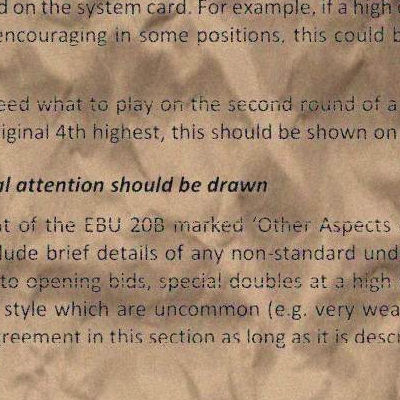 d on the system card. For example, if a high
encouraging in some positions, this could b
eed what to play on the second round of a
iginal 4th highest, this should be shown on
al attention should be drawn
t of the EBU 20B marked ‘Other Aspects
lude brief details of any non-standard und
to opening bids, special doubles at a high
style which are uncommon (e.g. very wea
reement in this section as long as it is desc